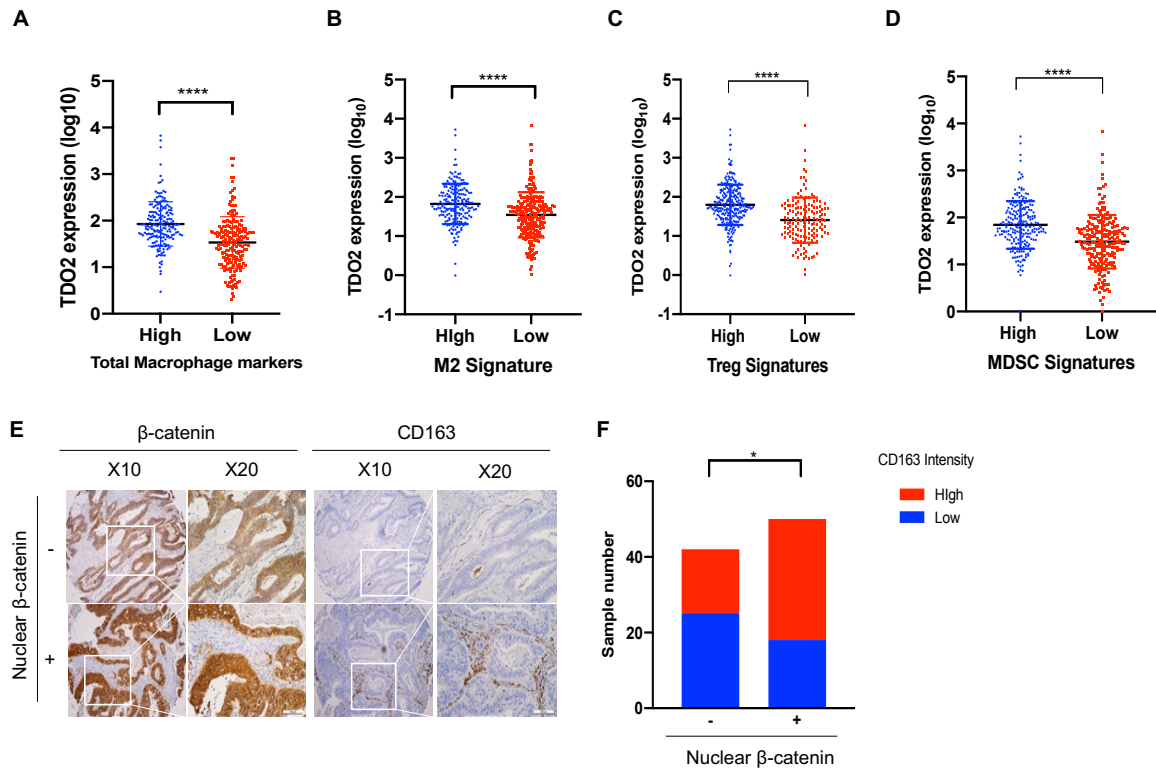 A
B
C
D
TDO2 expression (log10)
5
4
3
2
1
0
****
High
Low
Total Macrophage markers
TDO2 expression (log₁₀)
5
4
3
2
1
0
-1
****
HIgh
Low
M2 Signature
TDO2 expression (log₁₀)
5
4
3
2
1
0
-1
****
High
Low
Treg Signatures
TDO2 expression (log₁₀)
5
4
3
2
1
0
****
High
Low
MDSC Signatures
E
β-catenin
CD163
X10
X20
X10
X20
Nuclear β-catenin
-
+
F
*
CD163 Intensity
HIgh
Low
Sample number
60
40
20
0
-
+
Nuclear β-catenin